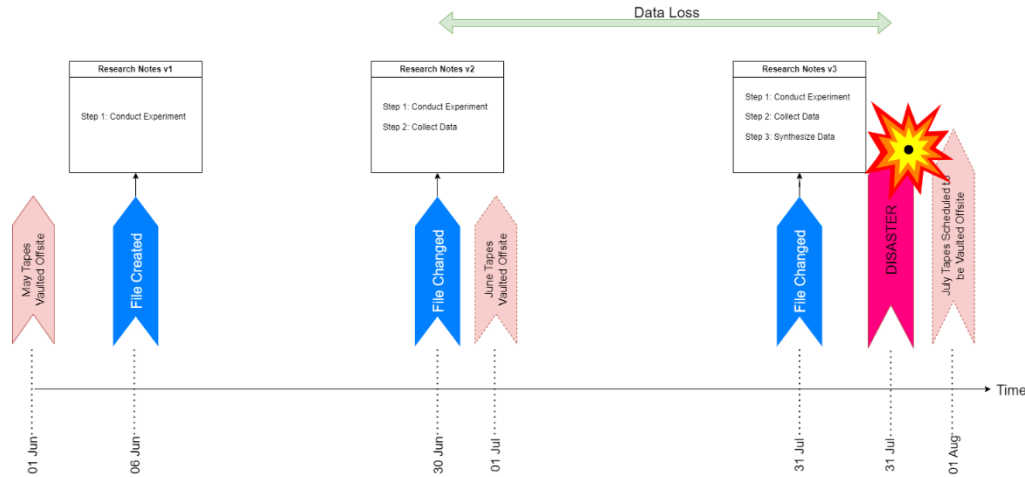 Data Loss
Research Notes v1
Step 1: Conduct Experiment
Research Notes v2
Step 1: Conduct Experiment
Step 2: Collect Data
Research Notes v3
Step 1: Conduct Experiment
Step 2: Collect Data
Step 3: Synthesize Data
May Tapes
Vaulted Offsite
File Created
File Changed
June Tapes
Vaulted Offsite
File Changed
DISASTER
July Tapes Scheduled to
be Vaulted Offsite
Time
01 Jun
06 Jun
30 Jun
01 Jul
31 Jul
31 Jul
01 Aug